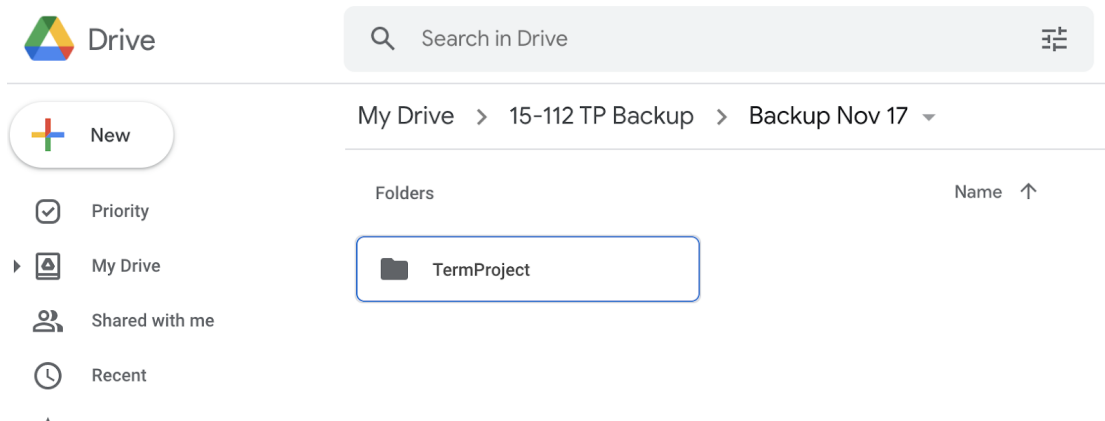 Drive
Search in Drive
New
My Drive > 15-112 TP Backup > Backup Nov 17
Priority
My Drive
Shared with me
Recent
Folders
Name
TermProject